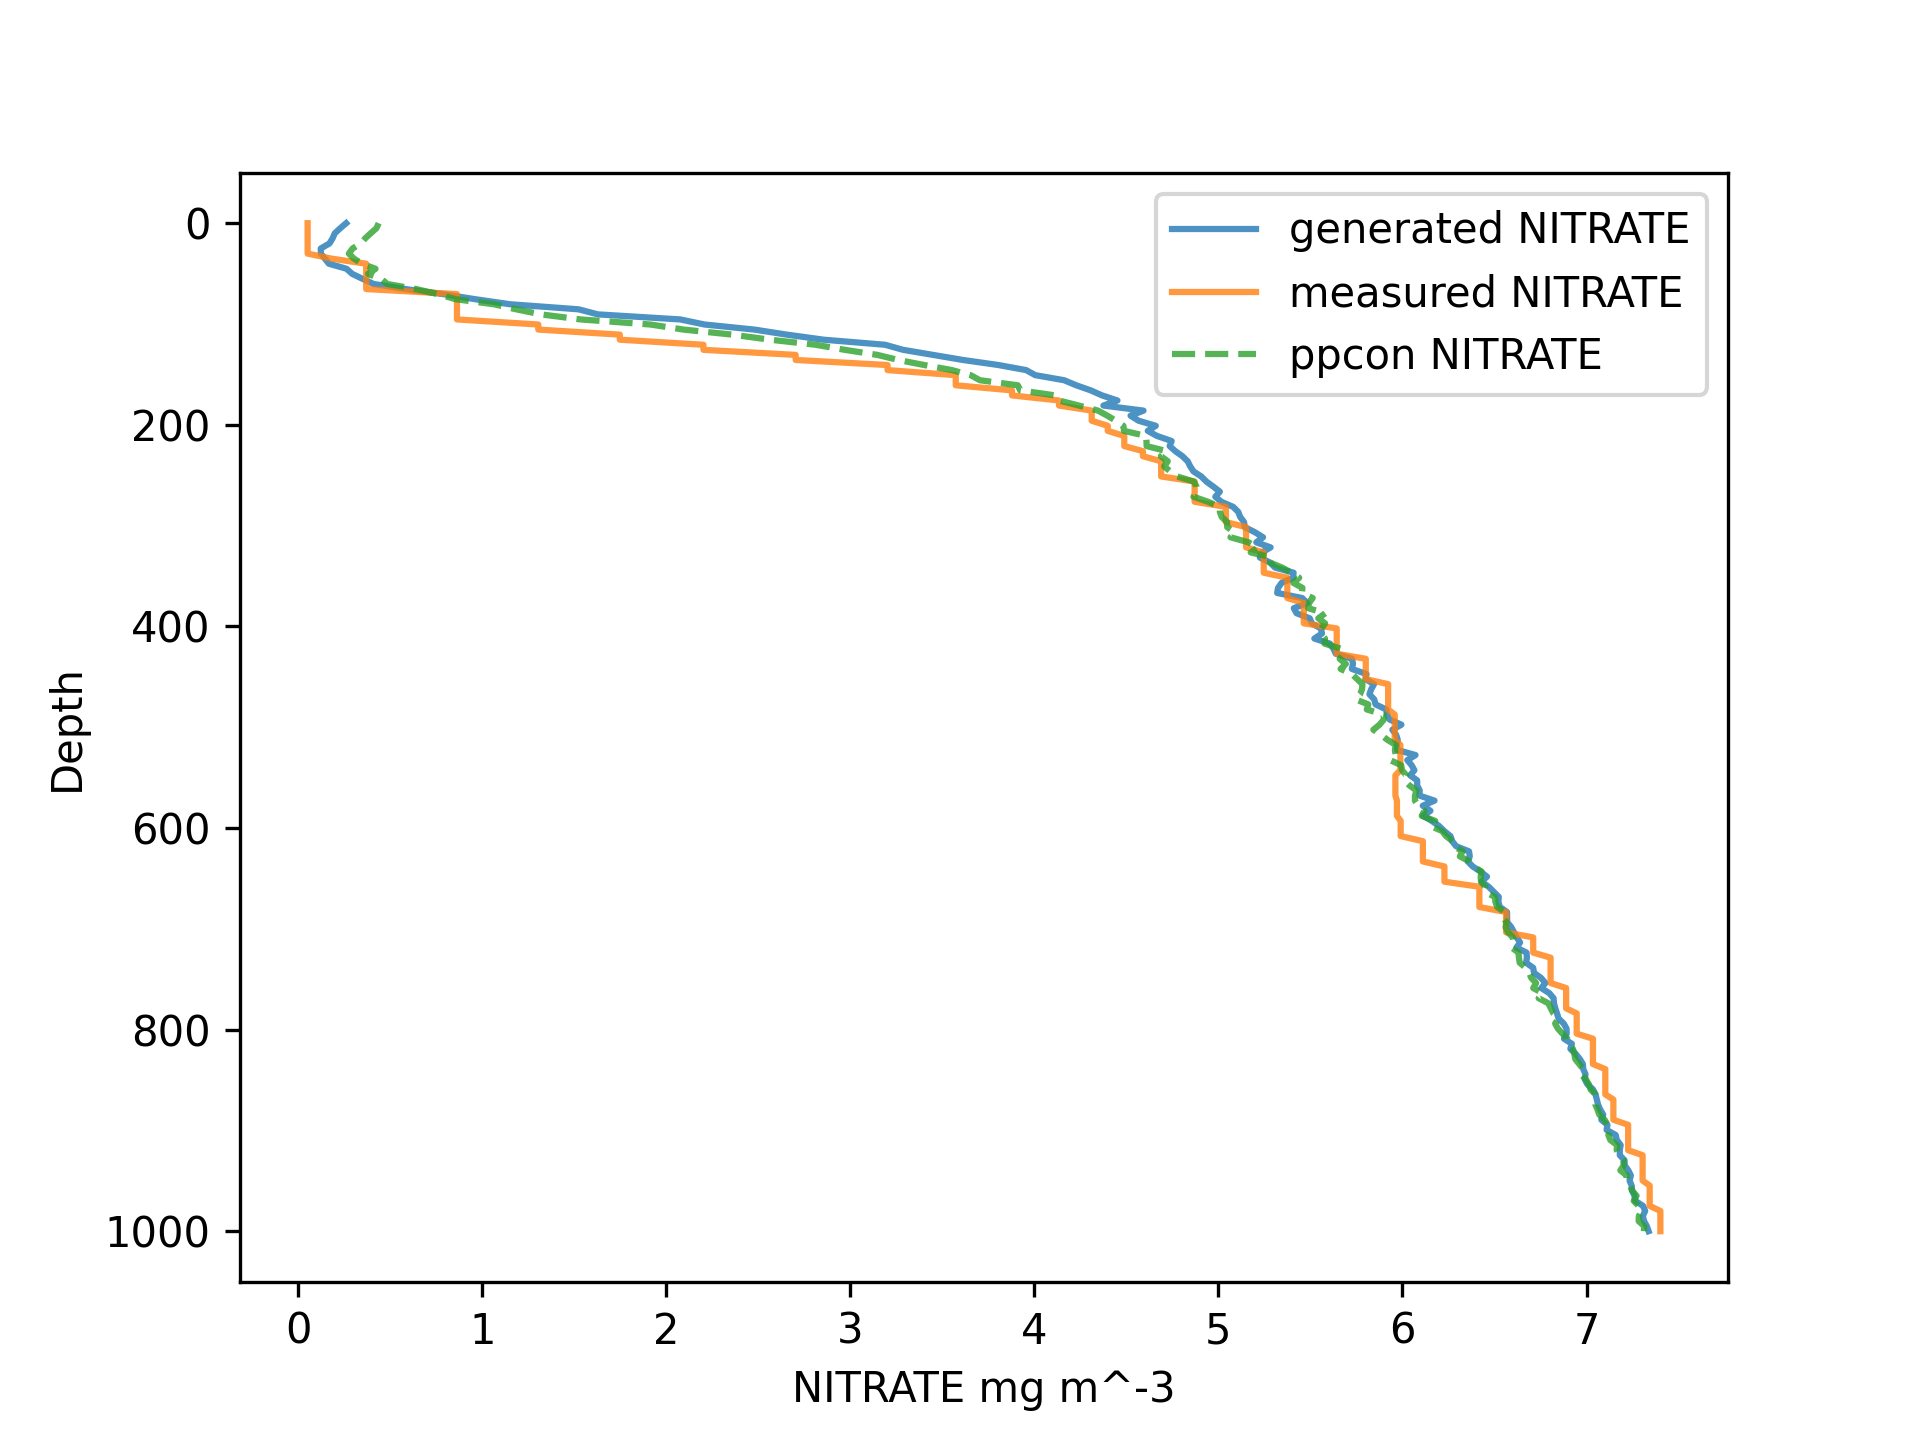 generated NITRATE
measured NITRATE
ppcon NITRATE
0
200
400
600
800
1000
Depth
0 1 2 3 4 5 6 7
NITRATE mg m^-3